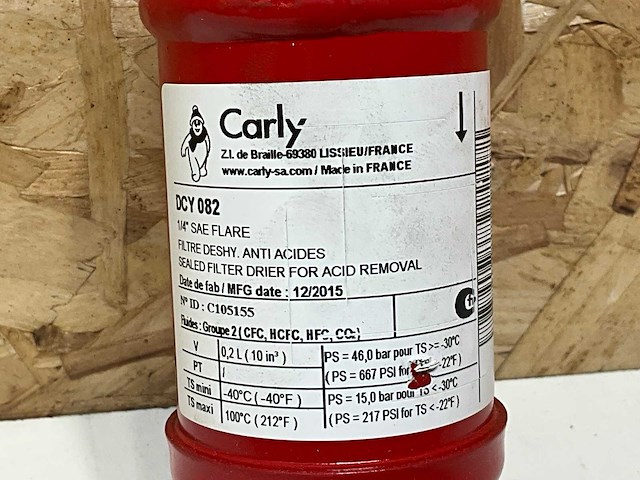 Carly
Z.I. de Braille-69380 LISSIEU/FRANCE
www.carly-sa.com / Made in FRANCE
DCY 082
1/4" SAE FLARE
FILTRE DESHY. ANTI ACIDES
SEALED FILTER DRIER FOR ACID REMOVAL
Date de fab / MFG date : 12/2015
N° ID : C105155
Fluides : Groupe 2 ( CFC, HCFC, HFC, CO₂)
V 0,2 L ( 10 in³ ) PS = 46,0 bar pour TS >= -30°C
PT / ( PS = 667 PSI for -22°F )
TS mini -40°C ( -40°F ) PS = 15,0 bar pour TS < -30°C
TS maxi 100°C ( 212°F ) ( PS = 217 PSI for TS < -22°F )